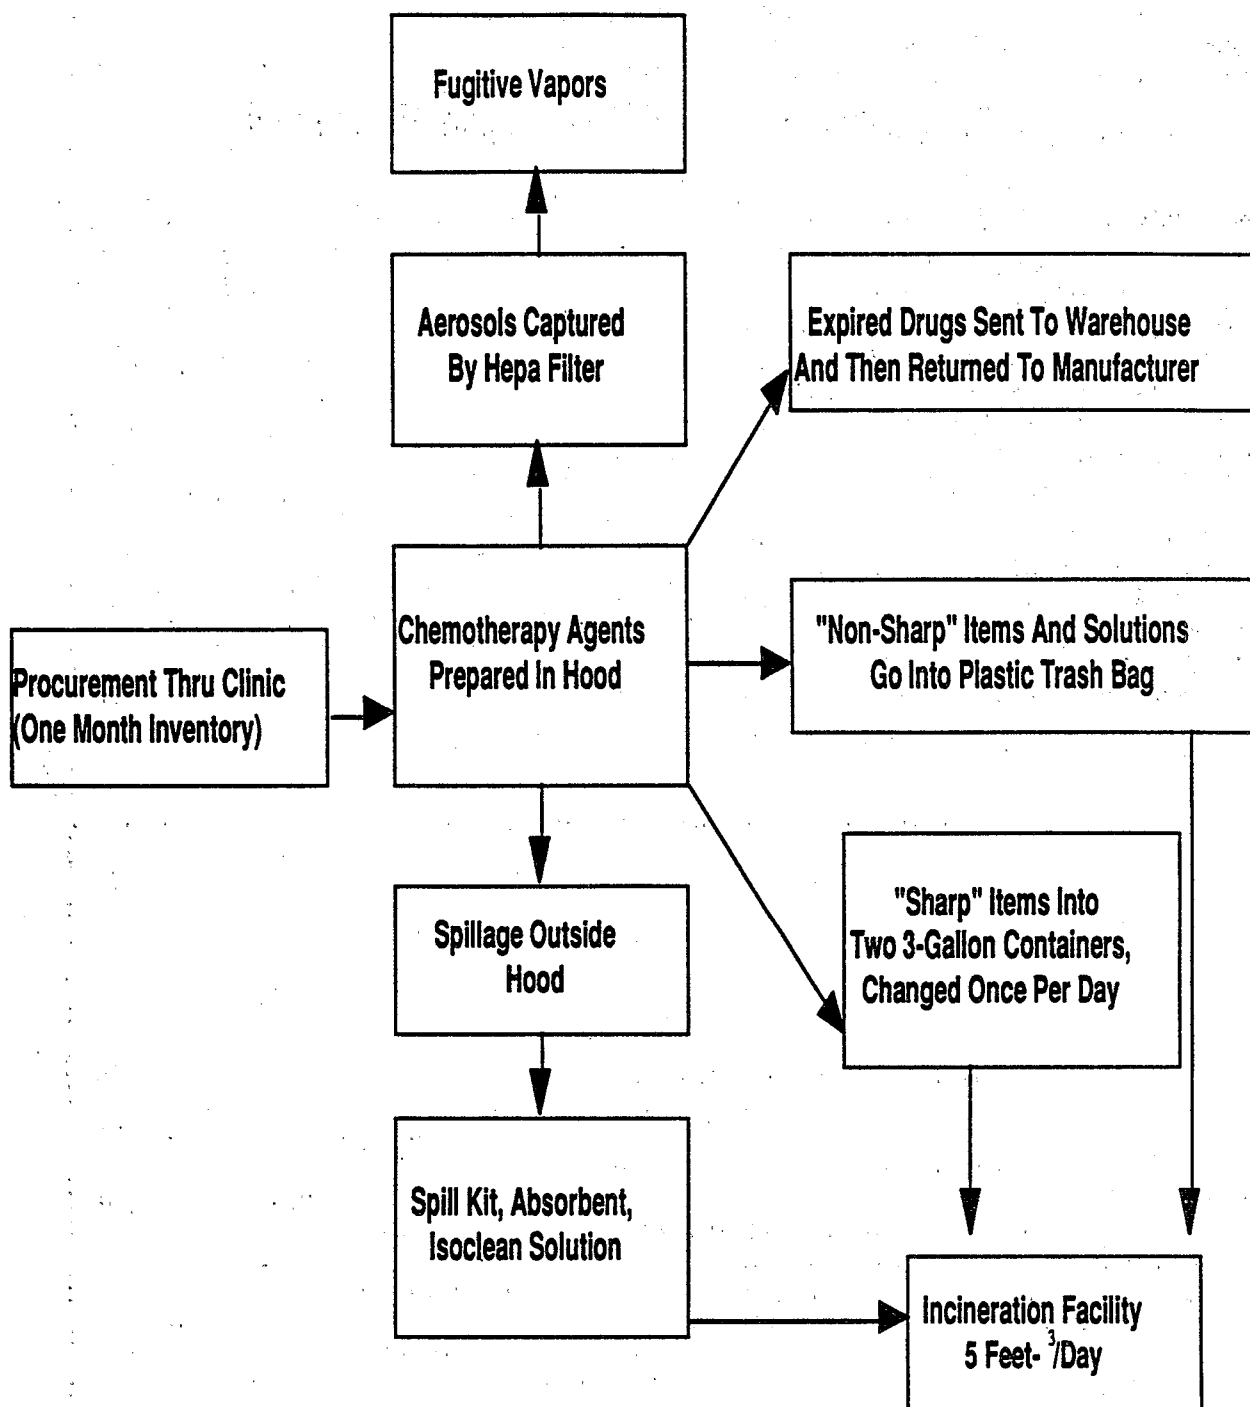 Fugitive Vapors
Aerosols Captured
By Hepa Filter
Expired Drugs Sent To Warehouse
And Then Returned To Manufacturer
Chemotherapy Agents
Prepared In Hood
"Non-Sharp" Items And Solutions
Go Into Plastic Trash Bag
Procurement Thru Clinic
(One Month Inventory)
"Sharp" Items Into
Two 3-Gallon Containers,
Changed Once Per Day
Spillage Outside
Hood
Spill Kit, Absorbent,
Isoclean Solution
Incineration Facility
5 Feet- ³/Day